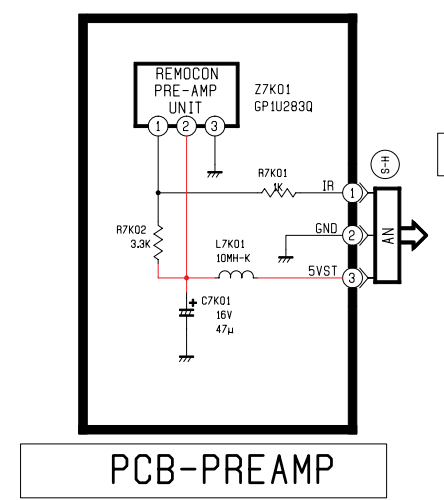 REMOCON
PRE-AMP
UNIT
Z7K01
GP1U283Q
1 2 3
R7K01
1K
IR
1
S-H
R7K02
3.3K
GND
2
AN
L7K01
10MH-K
5VST
3
+
C7K01
16V
47μ
PCB-PREAMP